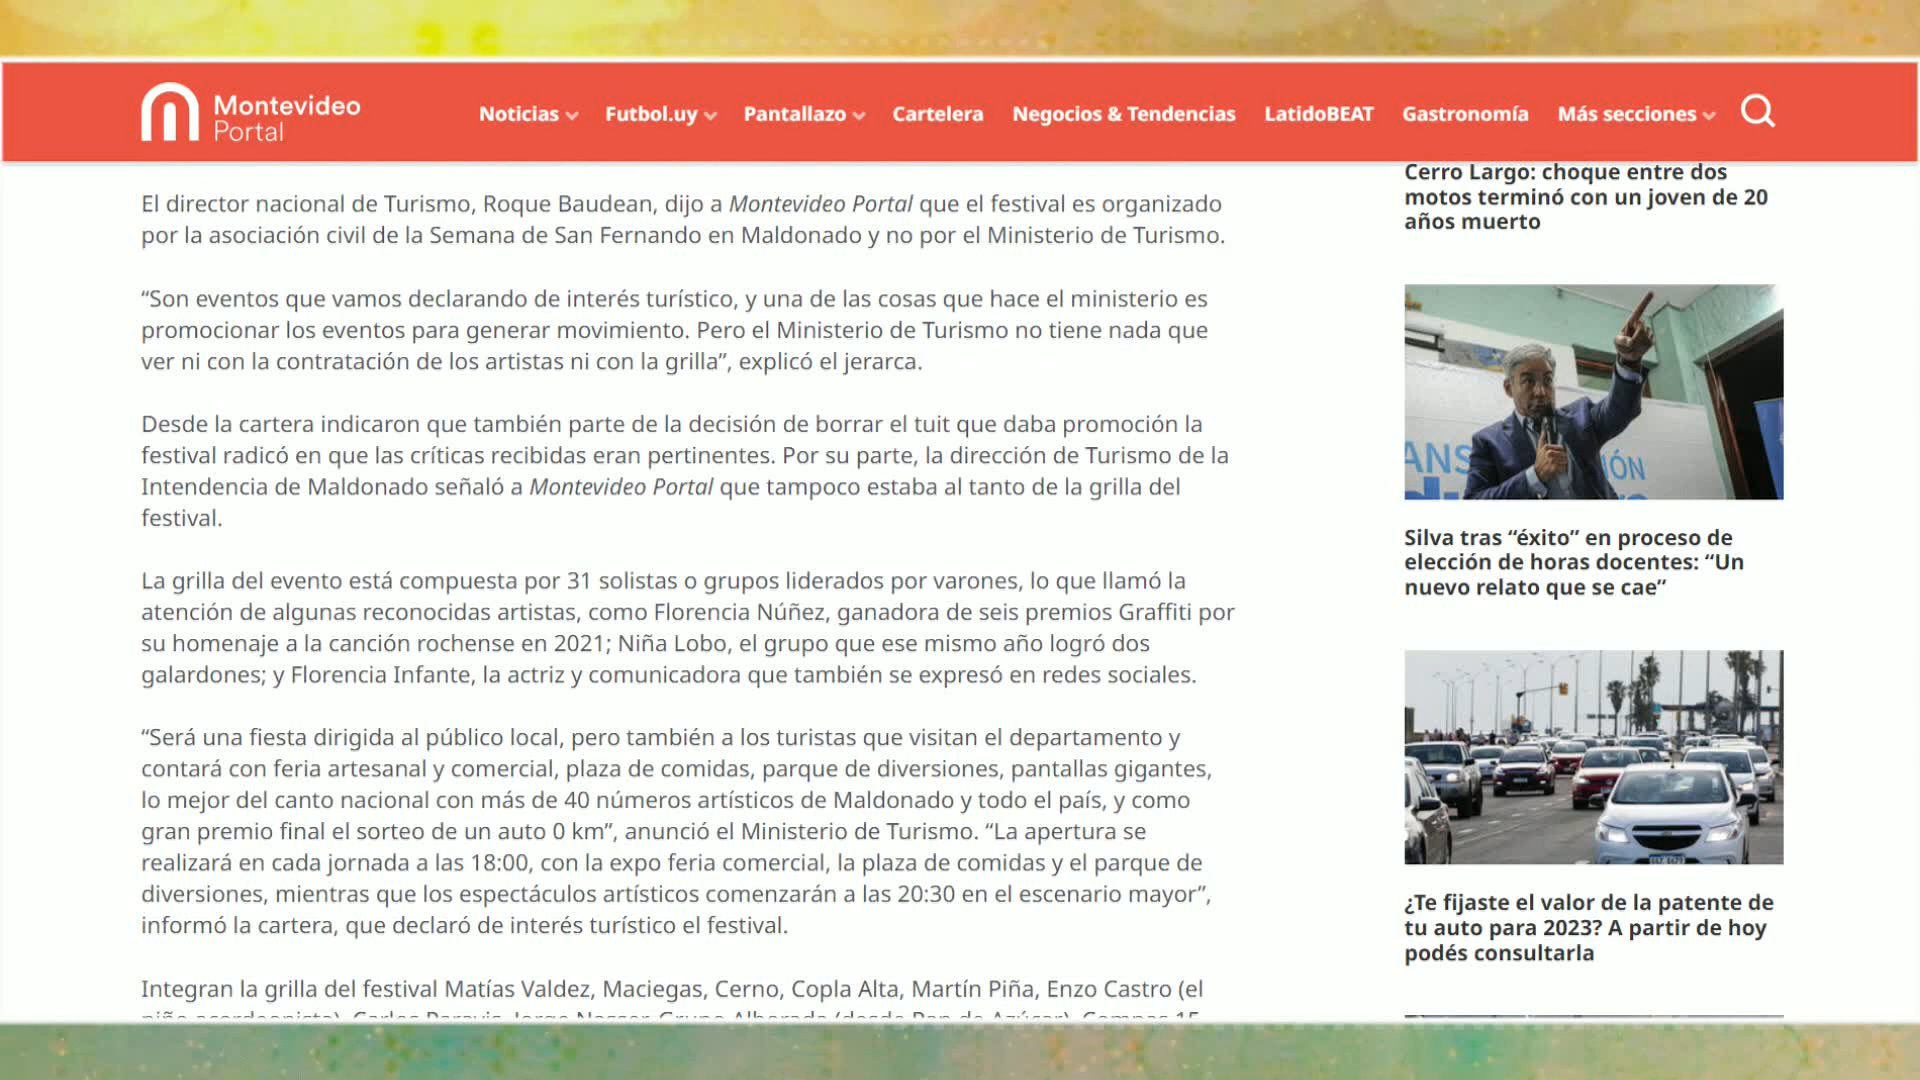 Montevideo
Portal
Noticias
Futbol.uy
Pantallazo
Cartelera
Negocios & Tendencias
LatidoBEAT
Gastronomía
Más secciones
El director nacional de Turismo, Roque Baudean, dijo a Montevideo Portal que el festival es organizado
por la asociación civil de la Semana de San Fernando en Maldonado y no por el Ministerio de Turismo.
“Son eventos que vamos declarando de interés turístico, y una de las cosas que hace el ministerio es
promocionar los eventos para generar movimiento. Pero el Ministerio de Turismo no tiene nada que
ver ni con la contratación de los artistas ni con la grilla”, explicó el jerarca.
Desde la cartera indicaron que también parte de la decisión de borrar el tuit que daba promoción la
festival radicó en que las críticas recibidas eran pertinentes. Por su parte, la dirección de Turismo de la
Intendencia de Maldonado señaló a Montevideo Portal que tampoco estaba al tanto de la grilla del
festival.
La grilla del evento está compuesta por 31 solistas o grupos liderados por varones, lo que llamó la
atención de algunas reconocidas artistas, como Florencia Núñez, ganadora de seis premios Graffiti por
su homenaje a la canción rochense en 2021; Niña Lobo, el grupo que ese mismo año logró dos
galardones; y Florencia Infante, la actriz y comunicadora que también se expresó en redes sociales.
“Será una fiesta dirigida al público local, pero también a los turistas que visitan el departamento y
contará con feria artesanal y comercial, plaza de comidas, parque de diversiones, pantallas gigantes,
lo mejor del canto nacional con más de 40 números artísticos de Maldonado y todo el país, y como
gran premio final el sorteo de un auto 0 km”, anunció el Ministerio de Turismo. “La apertura se
realizará en cada jornada a las 18:00, con la expo feria comercial, la plaza de comidas y el parque de
diversiones, mientras que los espectáculos artísticos comenzarán a las 20:30 en el escenario mayor”,
informó la cartera, que declaró de interés turístico el festival.
Integran la grilla del festival Matías Valdez, Maciegas, Cerno, Copla Alta, Martín Piña, Enzo Castro (el
Cerro Largo: choque entre dos
motos terminó con un joven de 20
años muerto
Silva tras “éxito” en proceso de
elección de horas docentes: “Un
nuevo relato que se cae”
¿Te fijaste el valor de la patente de
tu auto para 2023? A partir de hoy
podés consultarla